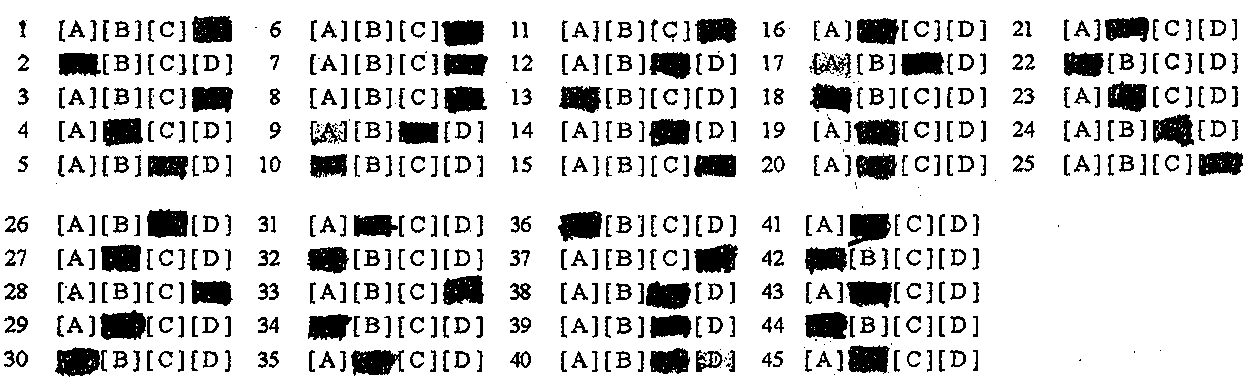 1 [A][B][C] 6 [A][B][C] 11 [A][B][C] 16 [A] [C][D] 21 [A] [C][D]
2 [B][C][D] 7 [A][B][C] 12 [A][B] [D] 17 [A][B] [D] 22 [B][C][D]
3 [A][B][C] 8 [A][B][C] 13 [B][C][D] 18 [B][C][D] 23 [A] [C][D]
4 [A] [C][D] 9 [A][B] [D] 14 [A][B] [D] 19 [A] [C][D] 24 [A][B] [D]
5 [A][B] [D] 10 [B][C][D] 15 [A][B][C] 20 [A] [C][D] 25 [A][B][C]
26 [A][B] [D] 31 [A] [C][D] 36 [B][C][D] 41 [A] [C][D]
27 [A] [C][D] 32 [B][C][D] 37 [A][B][C] 42 [B][C][D]
28 [A][B][C] 33 [A][B][C] 38 [A][B] [D] 43 [A] [C][D]
29 [A] [C][D] 34 [B][C][D] 39 [A][B] [D] 44 [B][C][D]
30 [B][C][D] 35 [A] [C][D] 40 [A][B] [D] 45 [A] [C][D]